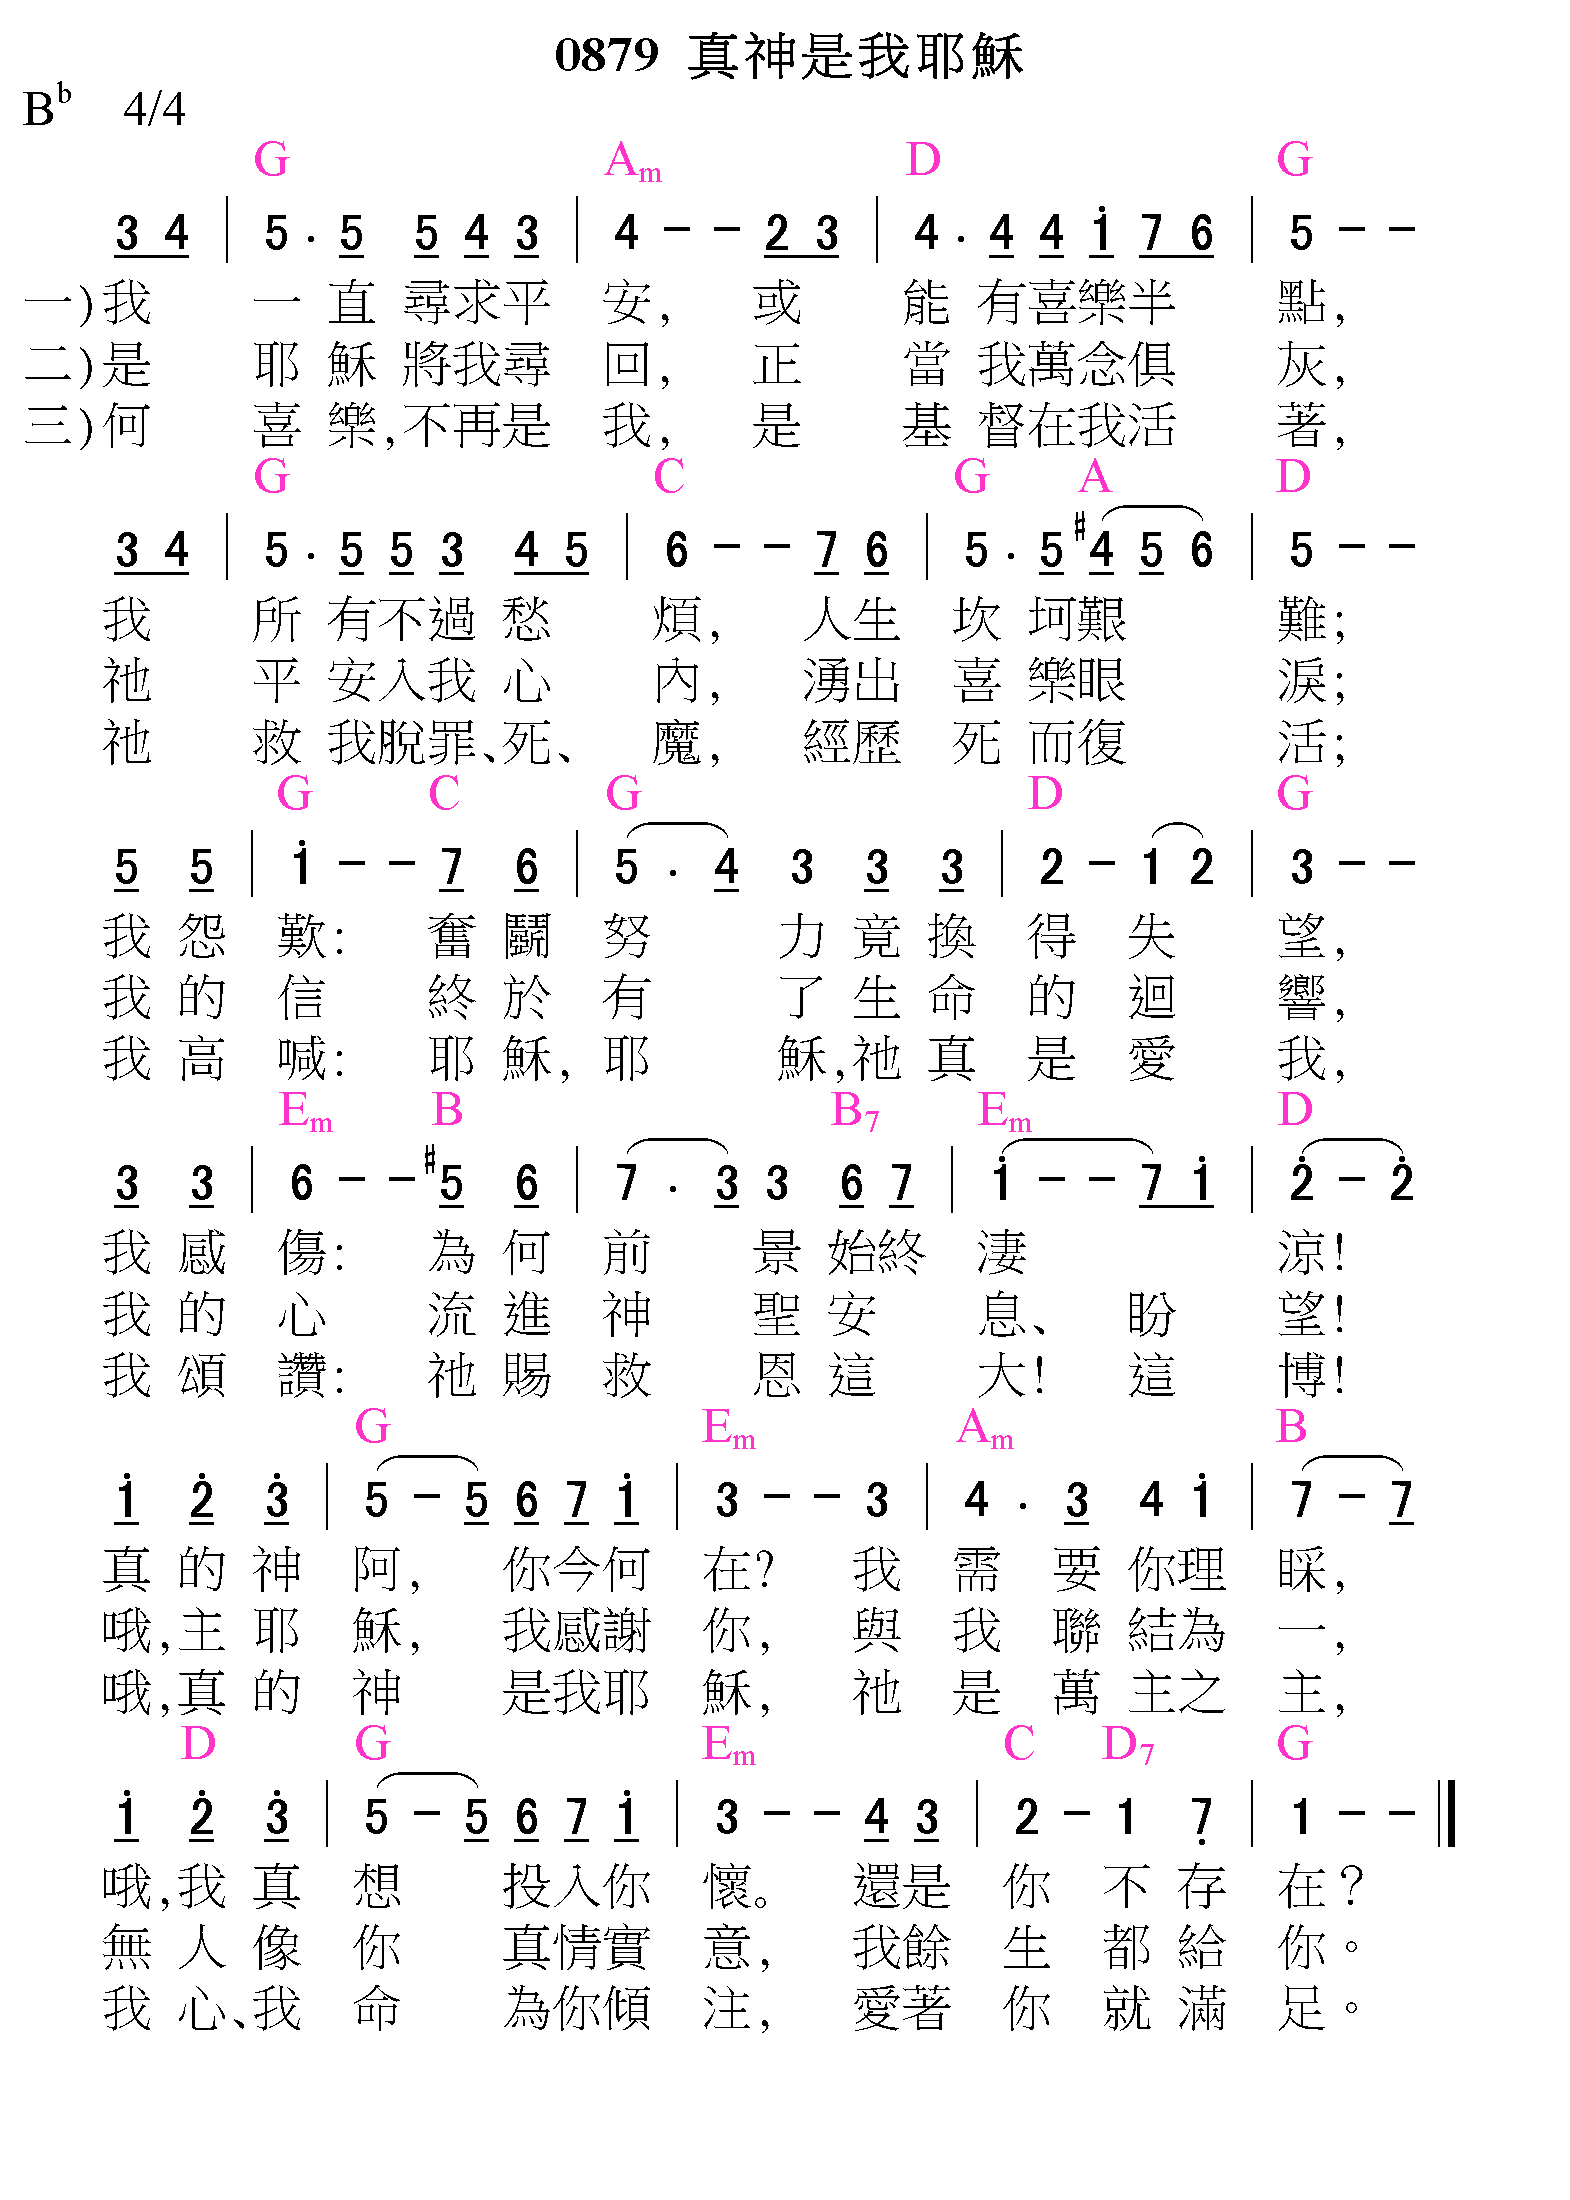 0879 真神是我耶穌
B♭ 4/4
G Am D G
3 4 | 5 . 5 5 4 3 | 4 - - 2 3 | 4 . 4 4 i 7 6 | 5 - -
一)我 一 直 尋求平 安, 或 能 有喜樂半 點,
二)是 耶 穌 將我尋 回, 正 當 我萬念俱 灰,
三)何 喜 樂,不再是 我, 是 基 督在我活 著,
G C G A D
3 4 | 5 . 5 5 3 4 5 | 6 - - 7 6 | 5 . 5 #4 5 6 | 5 - -
我 所 有不過 愁 煩, 人生 坎 坷艱 難;
祂 平 安入我 心 內, 湧出 喜 樂眼 淚;
祂 救 我脫罪、死、 魔, 經歷 死 而復 活;
G C G D G
5 5 | i - - 7 6 | 5 . 4 3 3 3 | 2 - 1 2 | 3 - -
我 怨 歎: 奮 鬭 努 力 竟 換 得 失 望,
我 的 信 終 於 有 了 生 命 的 迴 響,
我 高 喊: 耶 穌, 耶 穌,祂 真 是 愛 我,
Em B B7 Em D
3 3 | 6 - - #5 6 | 7 . 3 3 6 7 | i - - 7 i | 2̇ - 2̇
我 感 傷: 為 何 前 景 始終 淒 涼!
我 的 心 流 進 神 聖 安 息、 盼 望!
我 頌 讚: 祂 賜 救 恩 這 大! 這 博!
G Em Am B
i 2̇ 3̇ | 5 - 5 6 7 i | 3 - - 3 | 4 . 3 4 i | 7 - 7
真 的 神 阿, 你今何 在? 我 需 要 你理 睬,
哦,主 耶 穌, 我感謝 你, 與 我 聯 結為 一,
哦,真 的 神 是我耶 穌, 祂 是 萬 主之 主,
D G Em C D7 G
i 2̇ 3̇ | 5 - 5 6 7 i | 3 - - 4 3 | 2 - 1 7̣ | 1 - - ‖
哦,我 真 想 投入你 懷。 還是 你 不 存 在?
無 人 像 你 真情實 意, 我餘 生 都 給 你。
我 心、我 命 為你傾 注, 愛著 你 就 滿 足。